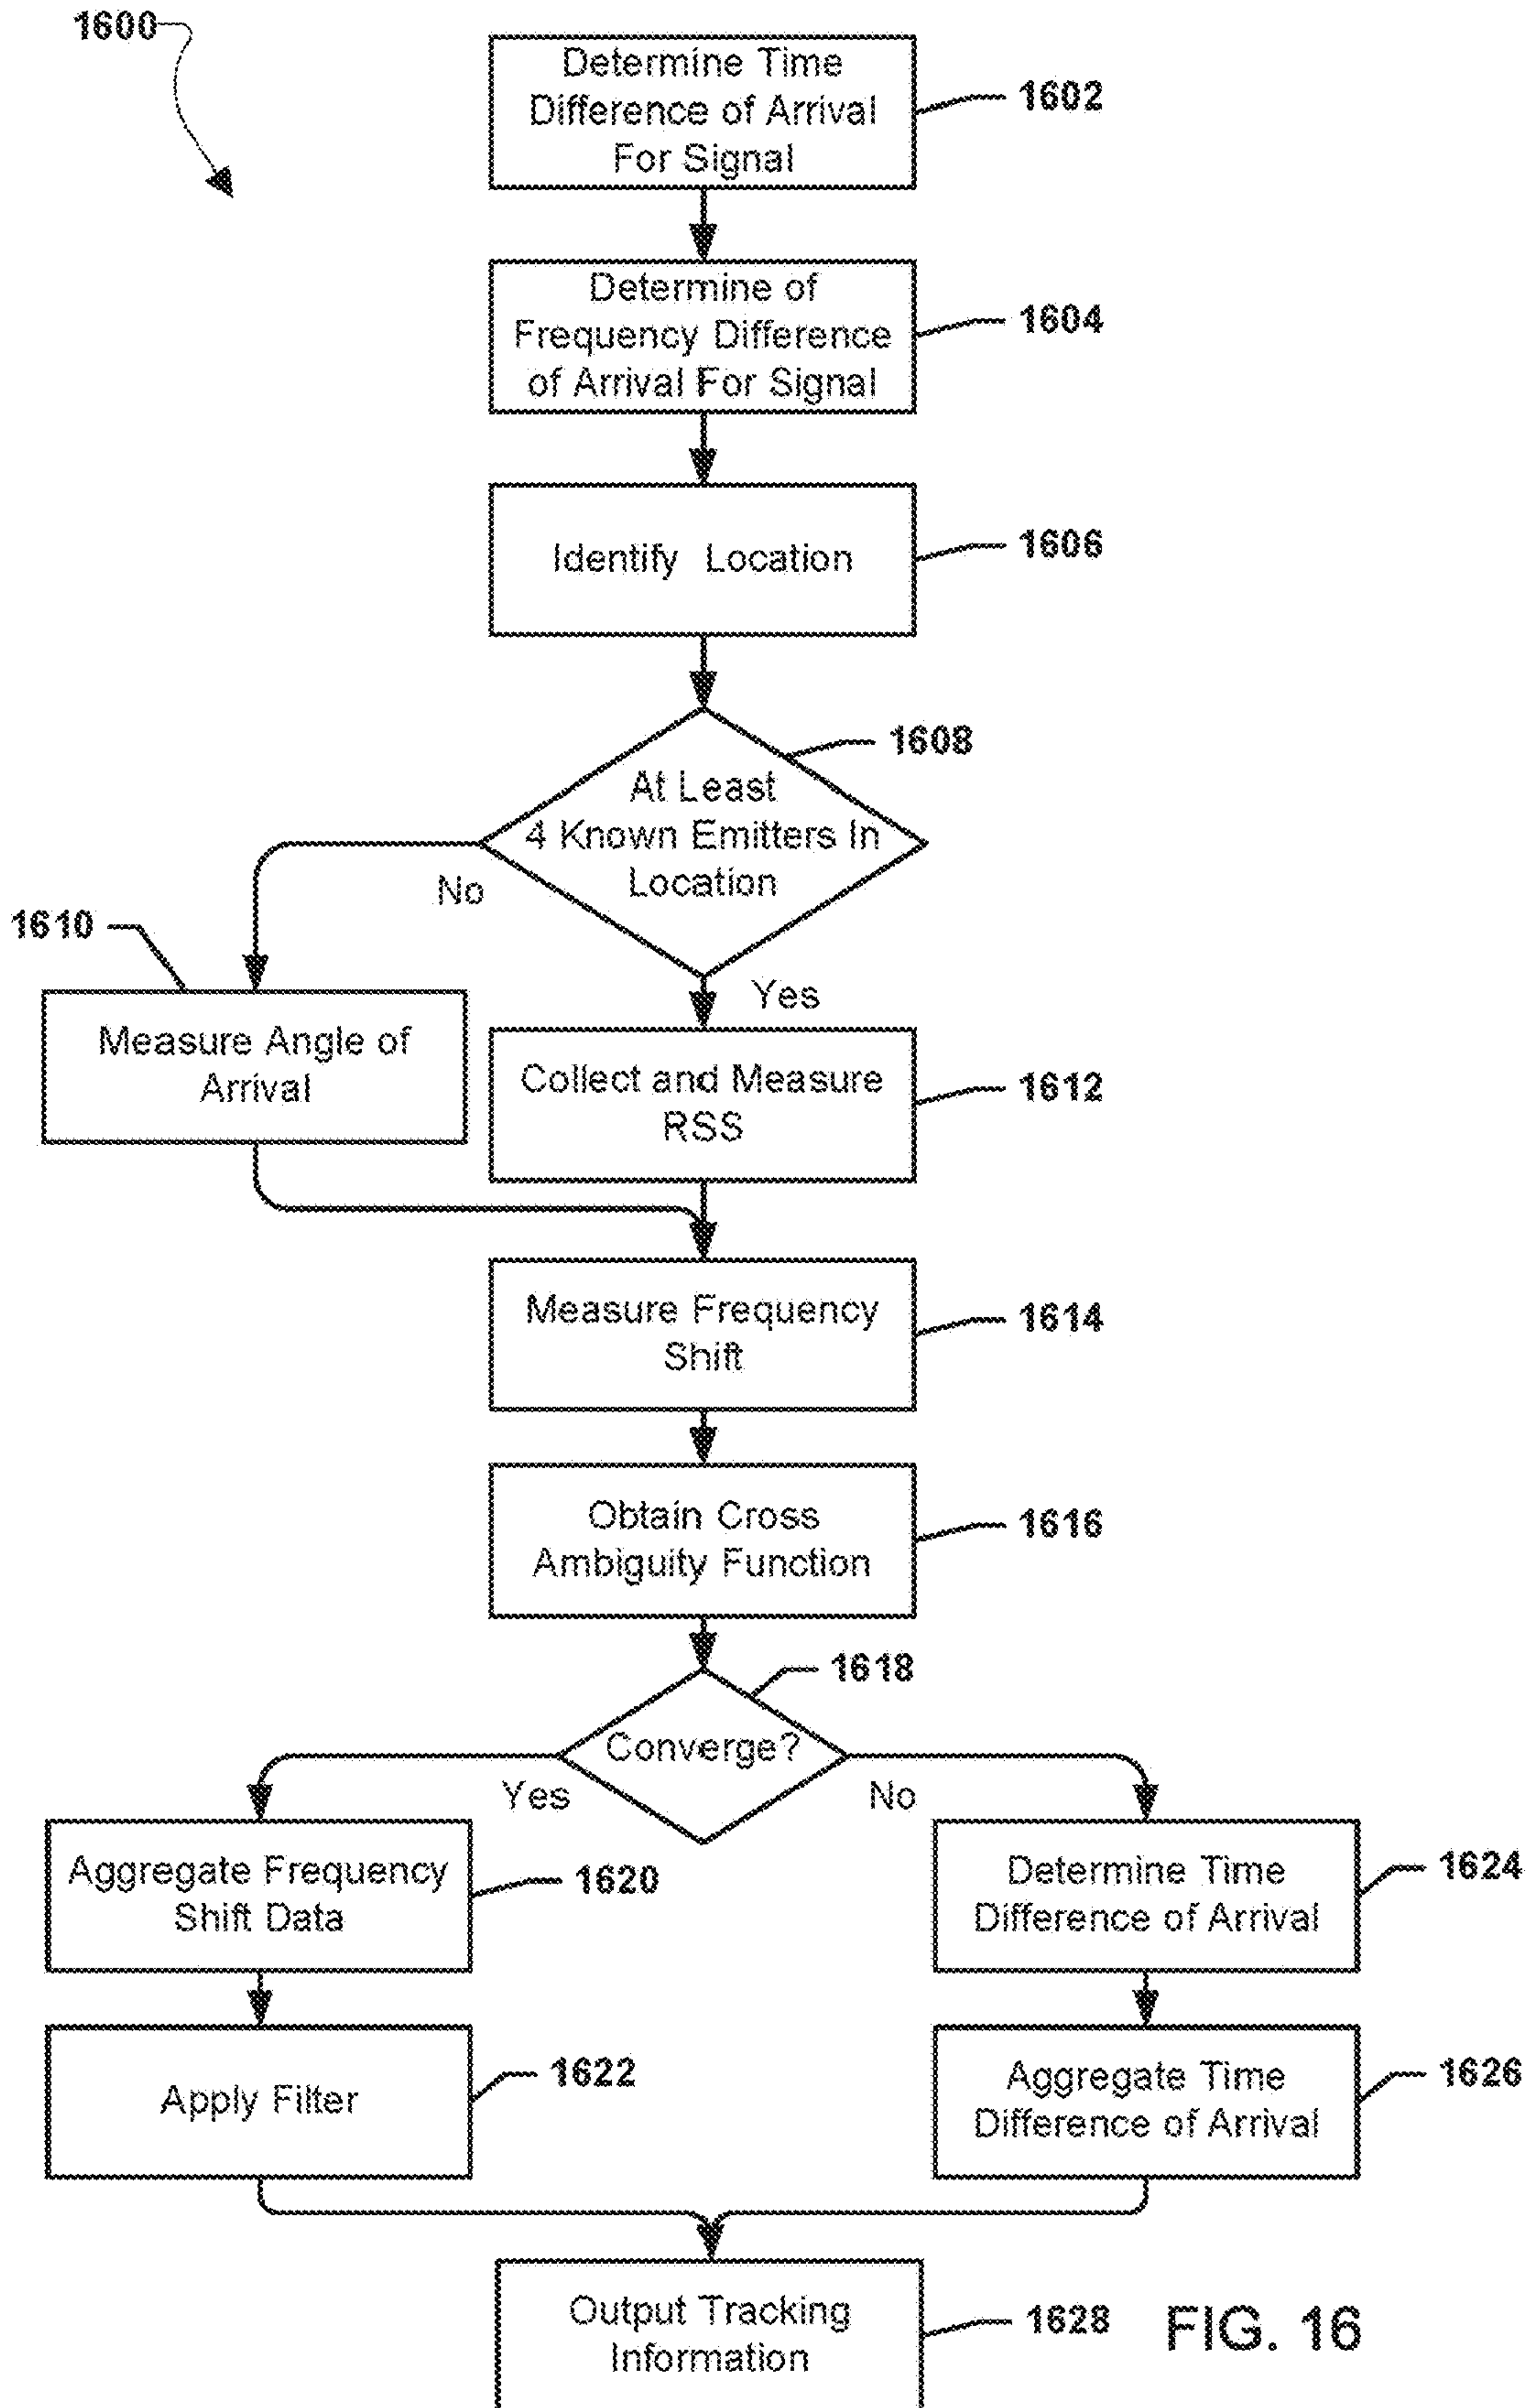 1600
Determine Time
Difference of Arrival
For Signal
1602
Determine of
Frequency Difference
of Arrival For Signal
1604
Identify Location
1606
1608
At Least
4 Known Emitters In
Location
No
Yes
1610
Measure Angle of
Arrival
Collect and Measure
RSS
1612
Measure Frequency
Shift
1614
Obtain Cross
Ambiguity Function
1616
1618
Converge?
Yes
No
Aggregate Frequency
Shift Data
1620
Determine Time
Difference of Arrival
1624
Apply Filter
1622
Aggregate Time
Difference of Arrival
1626
Output Tracking
Information
1628
FIG. 16